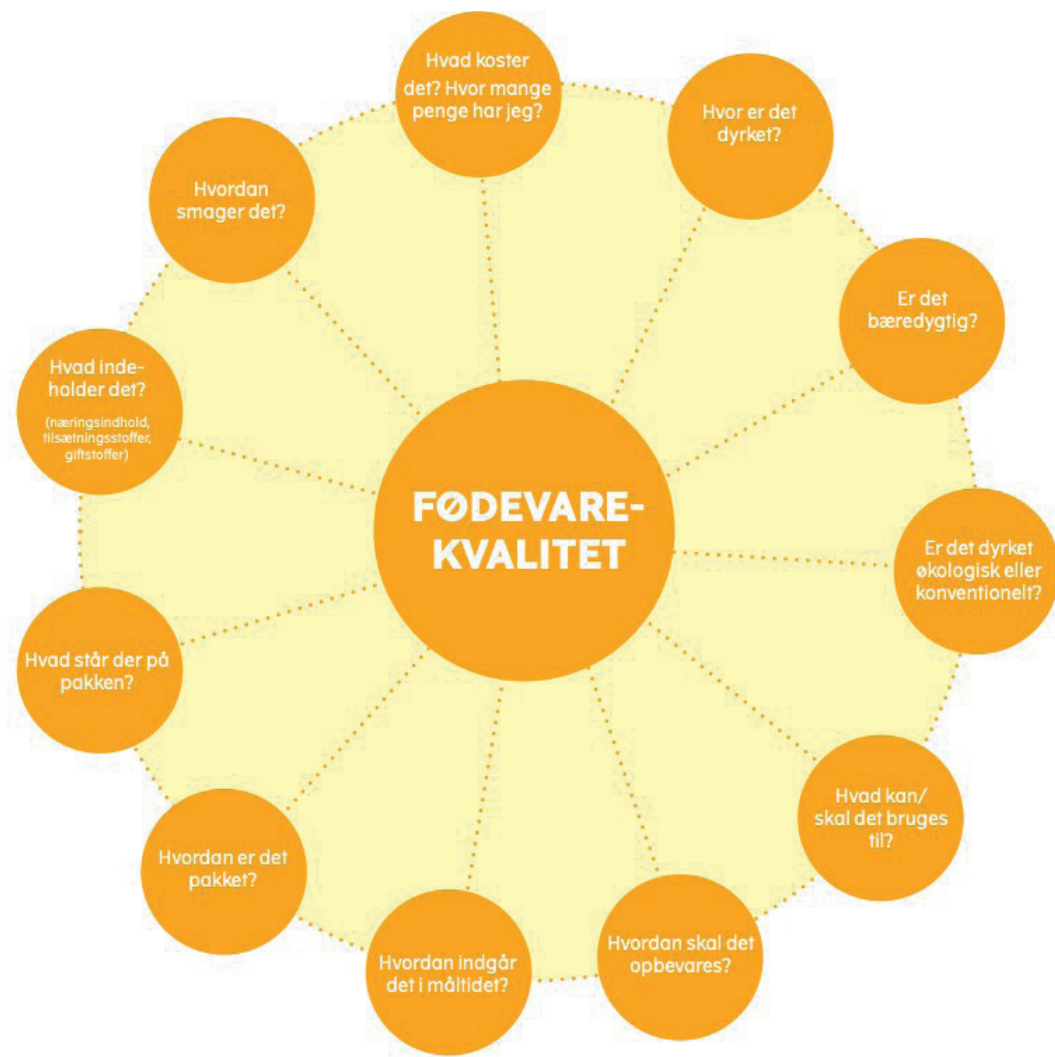 Hvad koster
det? Hvor mange
penge har jeg?
Hvor er det
dyrket?
Er det
bæredygtig?
Er det dyrket
økologisk eller
konventionelt?
Hvad kan/
skal det bruges
til?
Hvordan skal det
opbevares?
Hvordan indgår
det i måltidet?
Hvordan er det
pakket?
Hvad står der på
pakken?
Hvad inde-
holder det?
(næringsindhold,
tilsætningsstoffer,
giftstoffer)
Hvordan
smager det?
FØDEVARE-
KVALITET